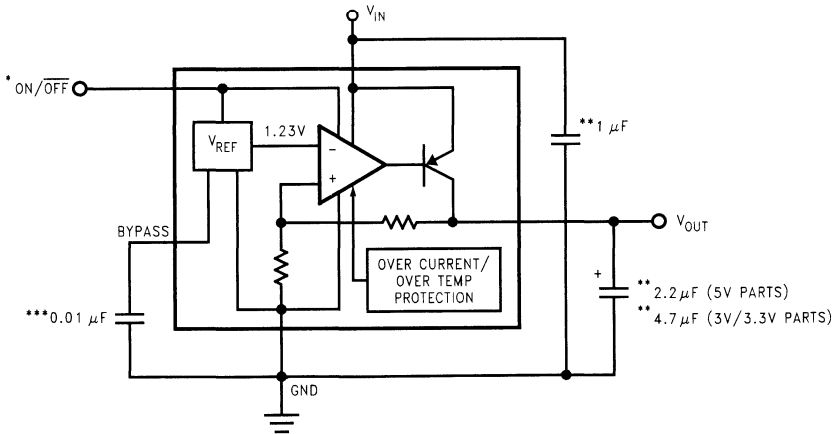 V_IN
*ON/O̅F̅F̅
**1 μF
V_REF
1.23V
−
+
BYPASS
V_OUT
OVER CURRENT/
OVER TEMP
PROTECTION
+
**2.2μF (5V PARTS)
**4.7μF (3V/3.3V PARTS)
***0.01 μF
GND